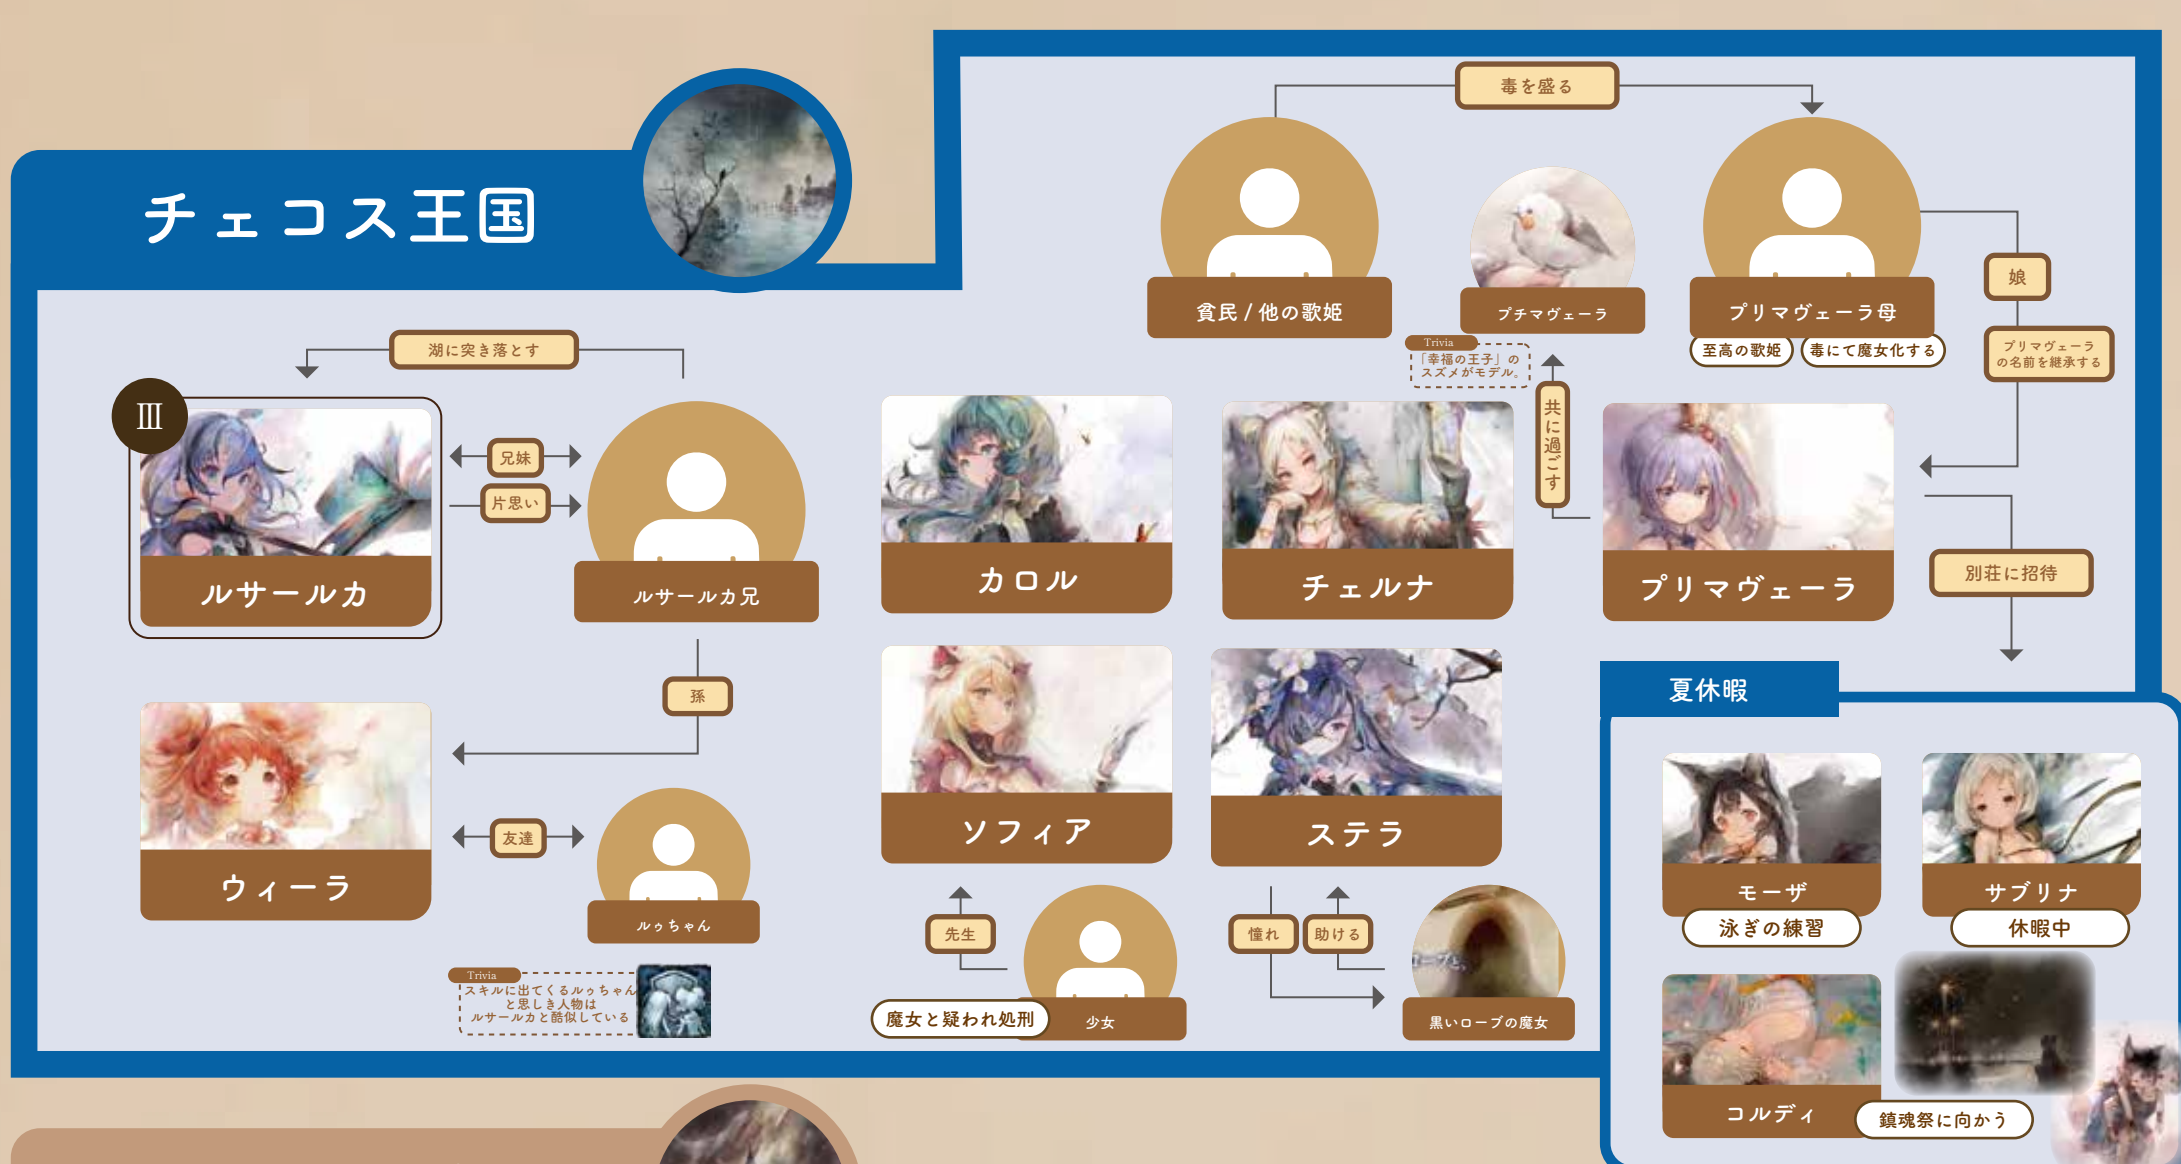 チェコス王国
毒を盛る
貧民/他の歌姫
プチマヴェーラ
プリマヴェーラ母
至高の歌姫
毒にて魔女化する
娘
プリマヴェーラ
の名前を継承する
Trivia
「幸福の王子」の
スズメがモデル。
共に過ごす
湖に突き落とす
Ⅲ
兄妹
片思い
ルサールカ
ルサールカ兄
カロル
チェルナ
プリマヴェーラ
別荘に招待
孫
ウィーラ
友達
ルゥちゃん
Trivia
スキルに出てくるルゥちゃん
と思しき人物は
ルサールカと酷似している
ソフィア
ステラ
先生
魔女と疑われ処刑
少女
憧れ
助ける
ローブと、
黒いローブの魔女
夏休暇
モーザ
泳ぎの練習
サブリナ
休暇中
コルディ
鎮魂祭に向かう